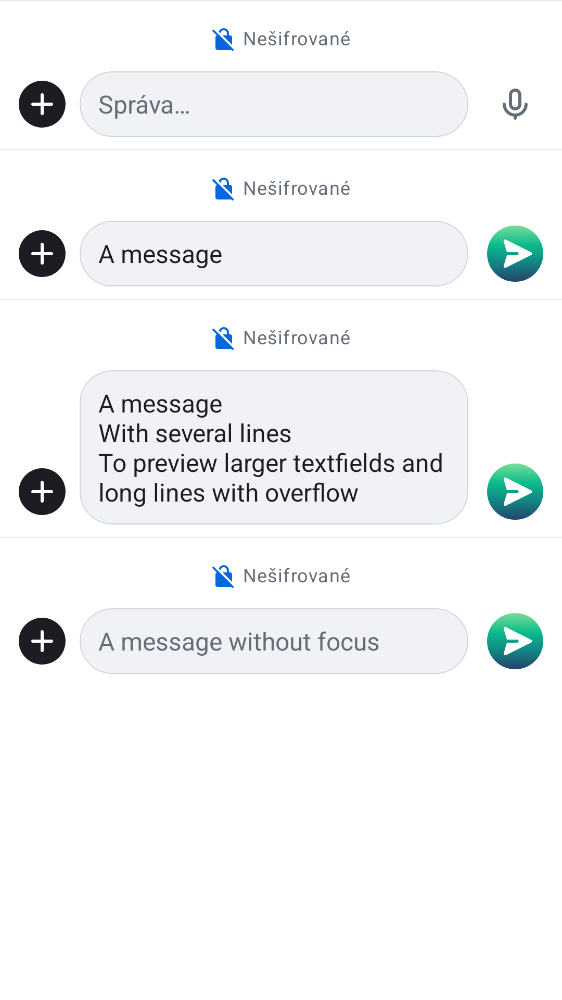 Nešifrované
Správa…
Nešifrované
A message
Nešifrované
A message
With several lines
To preview larger textfields and
long lines with overflow
Nešifrované
A message without focus